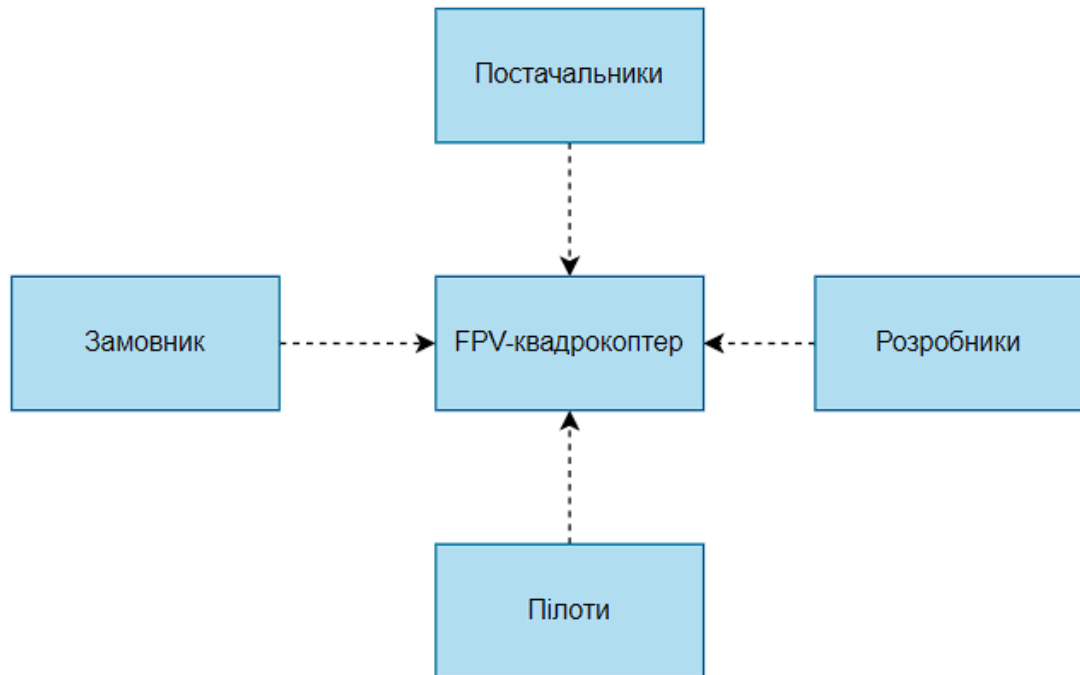 Постачальники
Замовник
FPV-квадрокоптер
Розробники
Пілоти